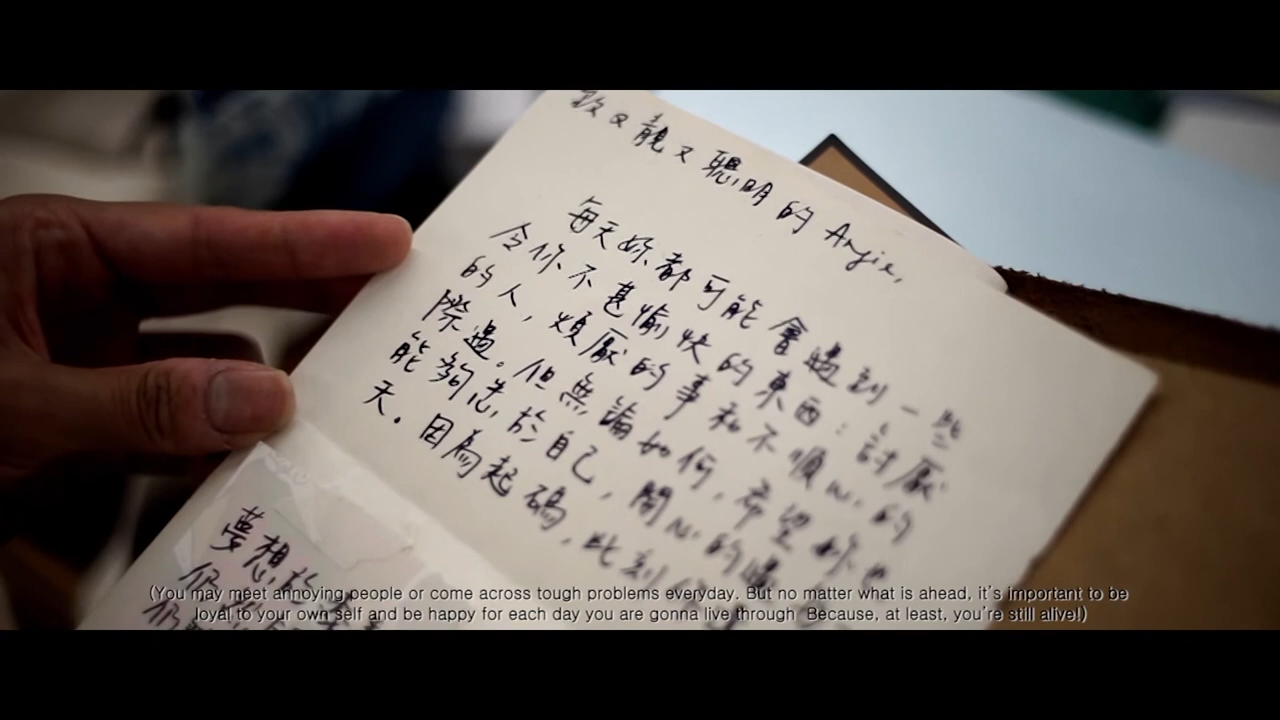 致又靚又聰明的 Angie,
每天妳都可能會遇到一些
令你不甚愉快的東西：討厭
的人，煩厭的事和不順心的
際遇。但無論如何，希望妳也
能夠忠於自己，開心的過
天。因為起碼，此刻
夢想
仍
仍
(You may meet annoying people or come across tough problems everyday. But no matter what is ahead, it's important to be
loyal to your own self and be happy for each day you are gonna live through Because, at least, you're still alive!)